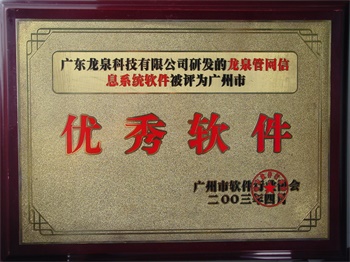 广东龙泉科技有限公司研发的龙泉管网信
息系统软件被评为广州市
优秀软件
广州市软件行业协会
二00三年四月